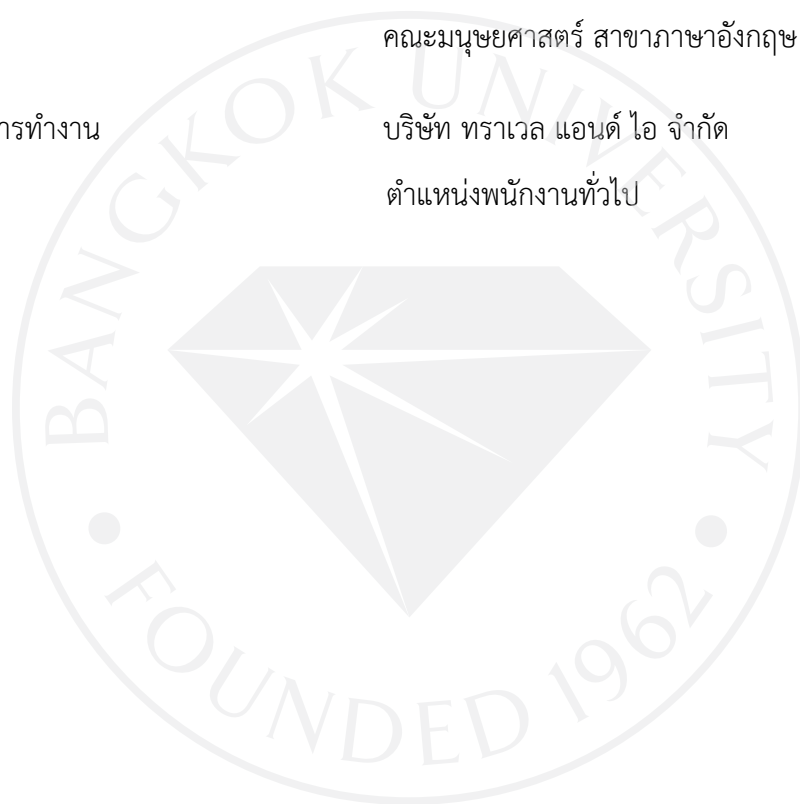 คณะมนุษยศาสตร์ สาขาภาษาอังกฤษ
ารทำงาน
บริษัท ทราเวล แอนด์ ไอ จำกัด
ตำแหน่งพนักงานทั่วไป
BANGKOK UNIVERSITY
FOUNDED 1962